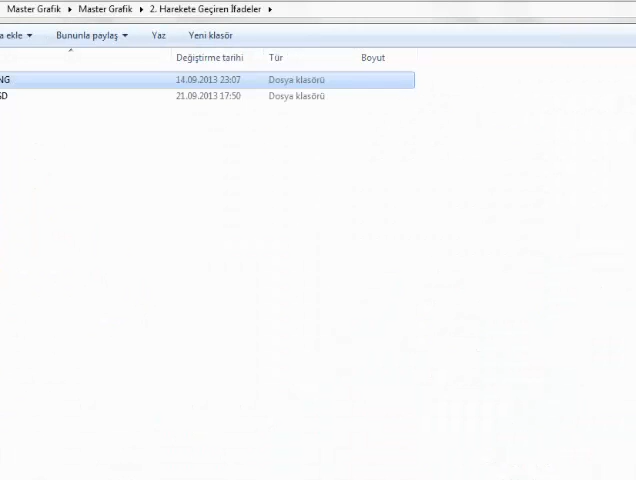 Master Grafik ▸ Master Grafik ▸ 2. Harekete Geçiren İfadeler ▸
a ekle ▾ Bununla paylaş ▾ Yaz Yeni klasör
Değiştirme tarihi Tür Boyut
NG 14.09.2013 23:07 Dosya klasörü
SD 21.09.2013 17:50 Dosya klasörü